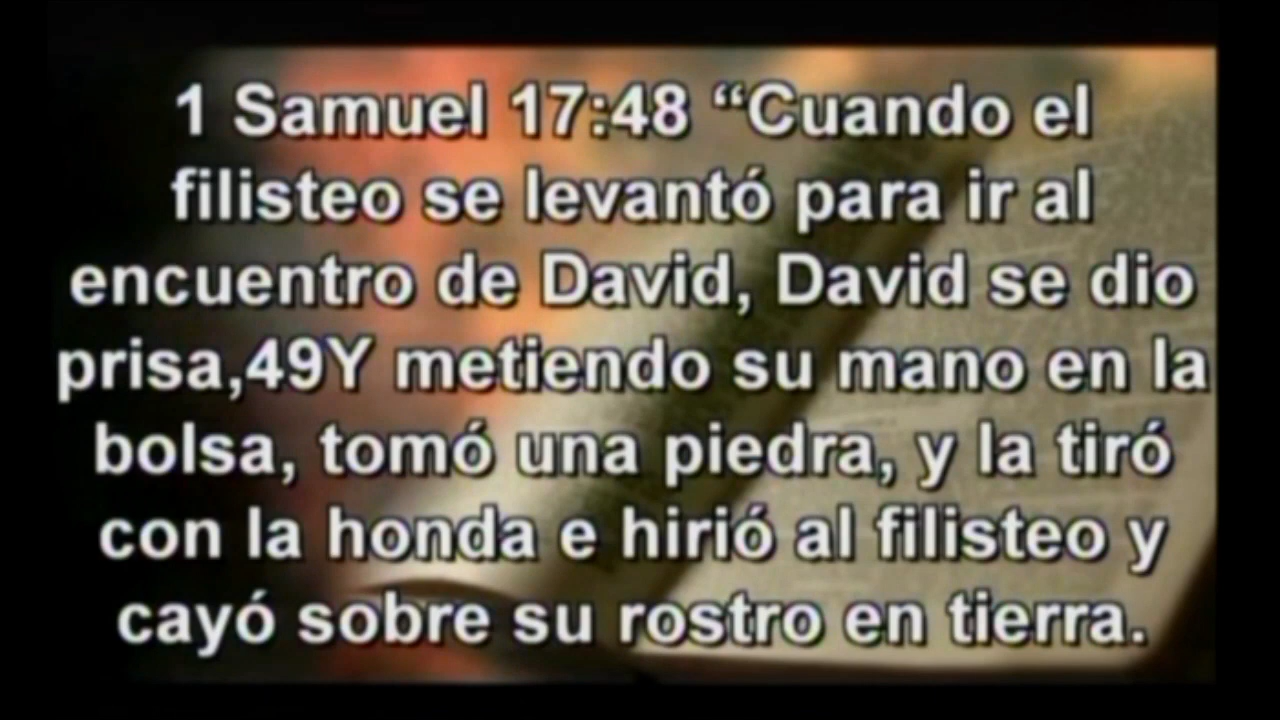 1 Samuel 17:48 “Cuando el
filisteo se levantó para ir al
encuentro de David, David se dio
prisa,49Y metiendo su mano en la
bolsa, tomó una piedra, y la tiró
con la honda e hirió al filisteo y
cayó sobre su rostro en tierra.